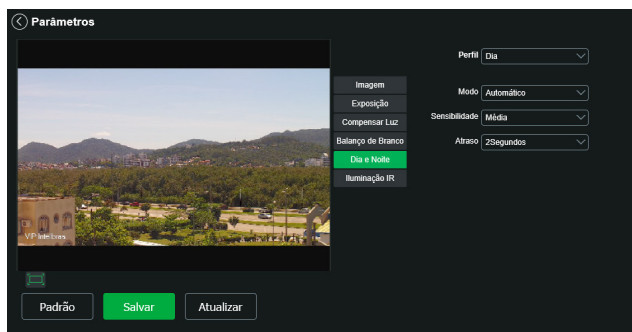 Parâmetros
Perfil Dia
Imagem
Exposição
Compensar Luz
Balanço de Branco
Dia e Noite
Iluminação IR
Modo Automático
Sensibilidade Média
Atraso 2Segundos
VIP Intelbras
Padrão Salvar Atualizar